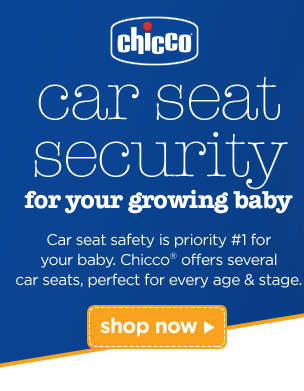 chicco
car seat
security
for your growing baby
Car seat safety is priority #1 for
your baby. Chicco® offers several
car seats, perfect for every age & stage.
shop now